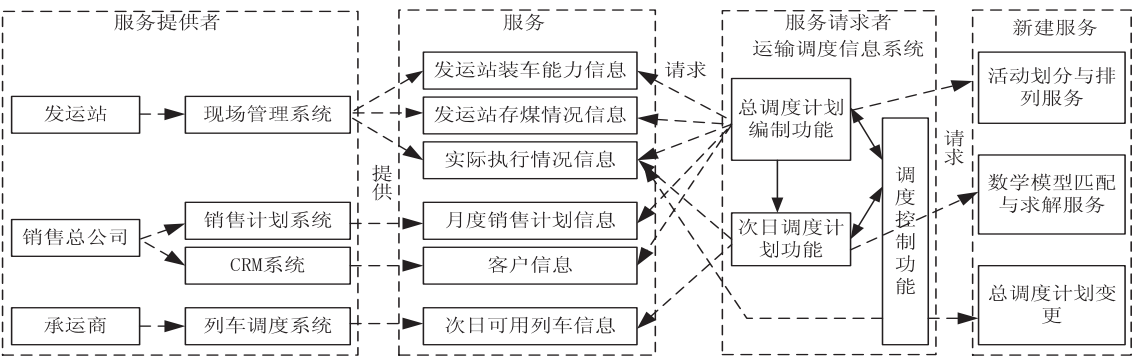 服务提供者
发运站
现场管理系统
销售总公司
销售计划系统
CRM系统
承运商
列车调度系统
提
供
服务
发运站装车能力信息
发运站存煤情况信息
实际执行情况信息
月度销售计划信息
客户信息
次日可用列车信息
请求
服务请求者
运输调度信息系统
总调度计划
编制功能
次日调度计
划功能
调
度
控
制
功
能
请
求
新建服务
活动划分与排
列服务
数学模型匹配
与求解服务
总调度计划变
更